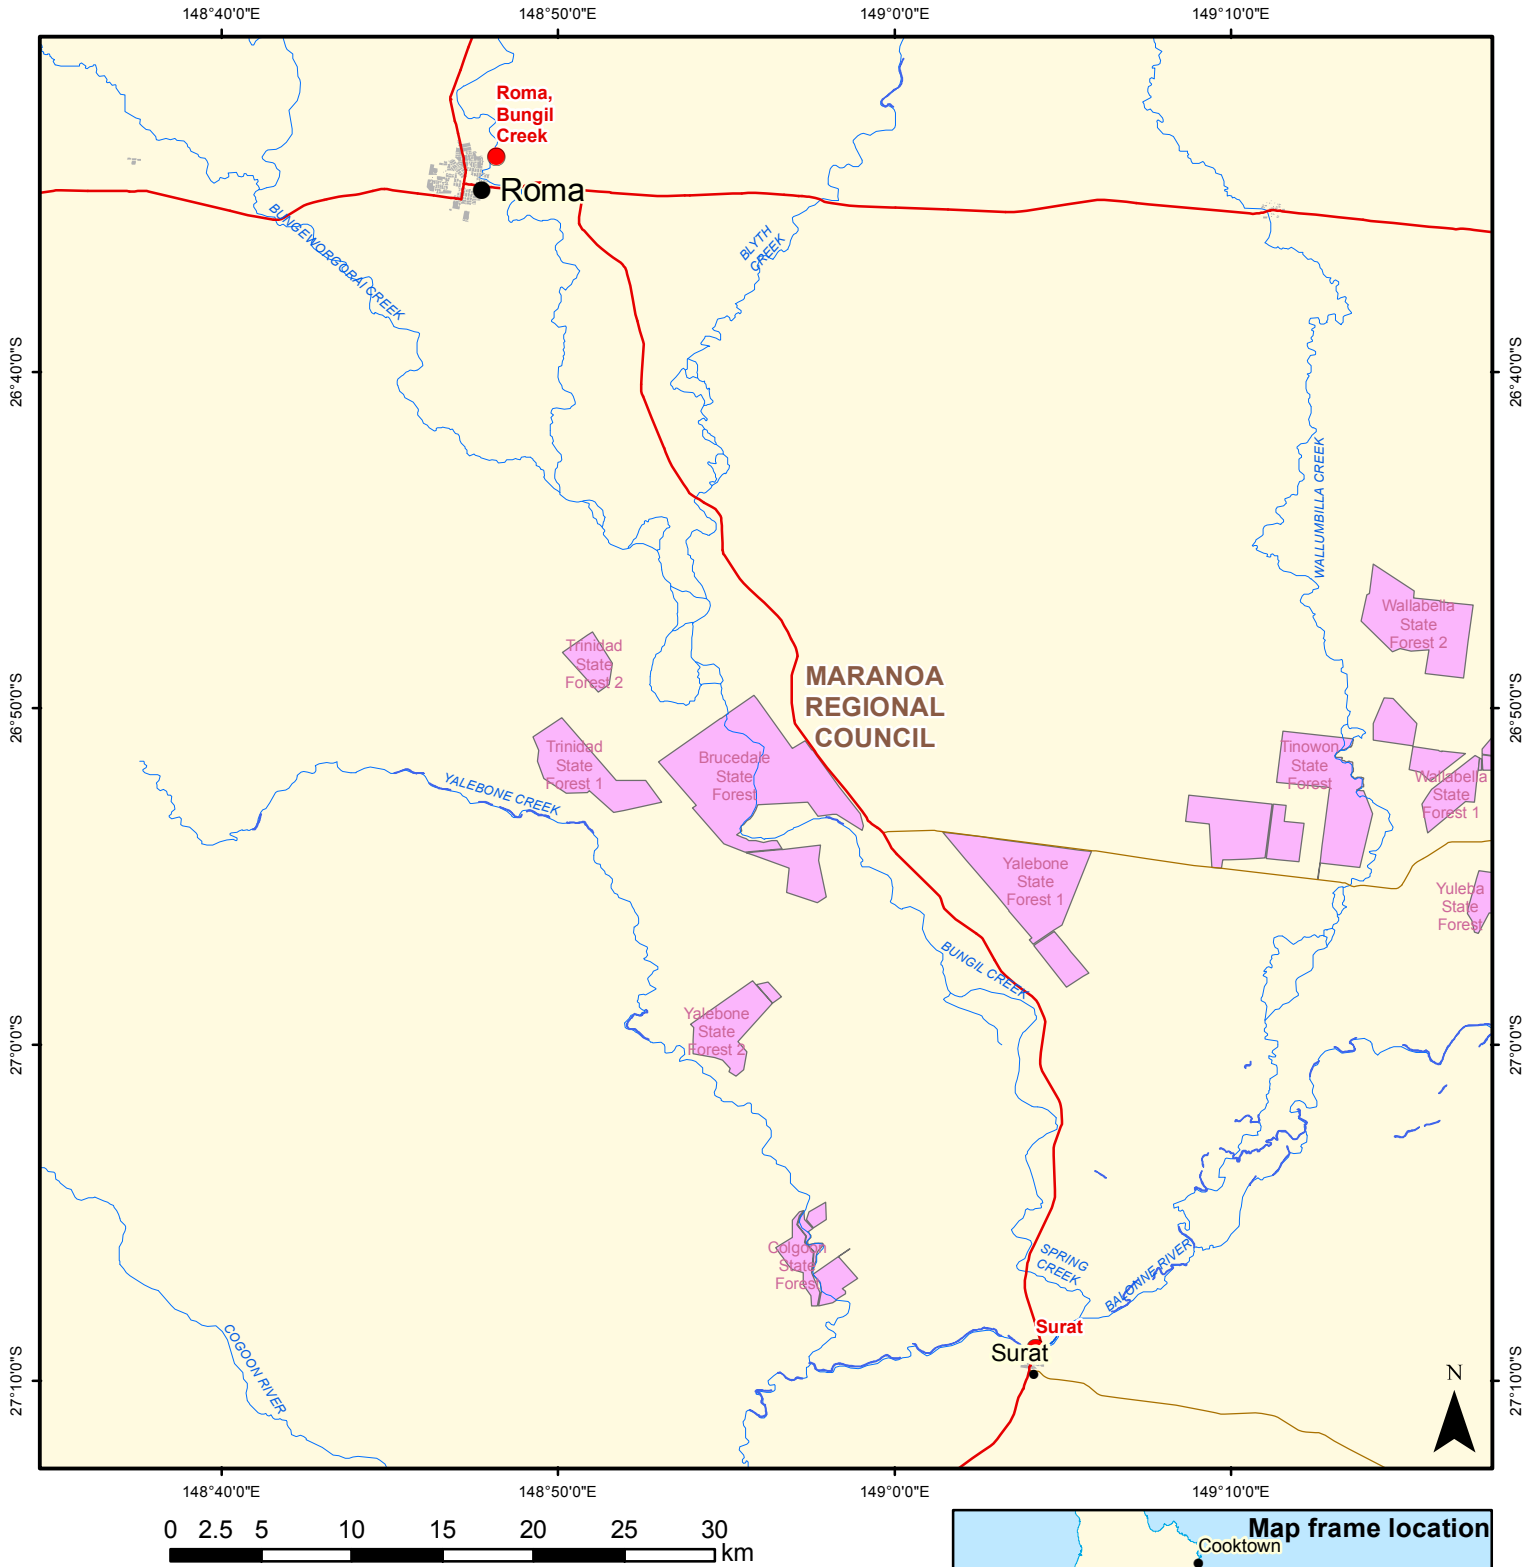 148°40'0"E
148°50'0"E
149°0'0"E
149°10'0"E
Roma,
Bungil
Creek
Roma
BUNGEWORGORAI CREEK
BLYTH
CREEK
26°40'0"S
26°40'0"S
WALLUMBILLA CREEK
Wallabella
State
Forest 2
Trinidad
State
Forest 2
MARANOA
REGIONAL
COUNCIL
26°50'0"S
26°50'0"S
Trinidad
State
Forest 1
Brucedale
State
Forest
Tinowon
State
Forest
Wallabella
State
Forest 1
YALEBONE CREEK
Yalebone
State
Forest 1
Yuleba
State
Forest
BUNGIL CREEK
Yalebone
State
Forest 2
27°0'0"S
27°0'0"S
Colgoon
State
Forest
SPRING
CREEK
BALONNE RIVER
COGOON RIVER
Surat
Surat
27°10'0"S
27°10'0"S
N
148°40'0"E
148°50'0"E
149°0'0"E
149°10'0"E
0 2.5 5 10 15 20 25 30
km
Map frame location
Cooktown